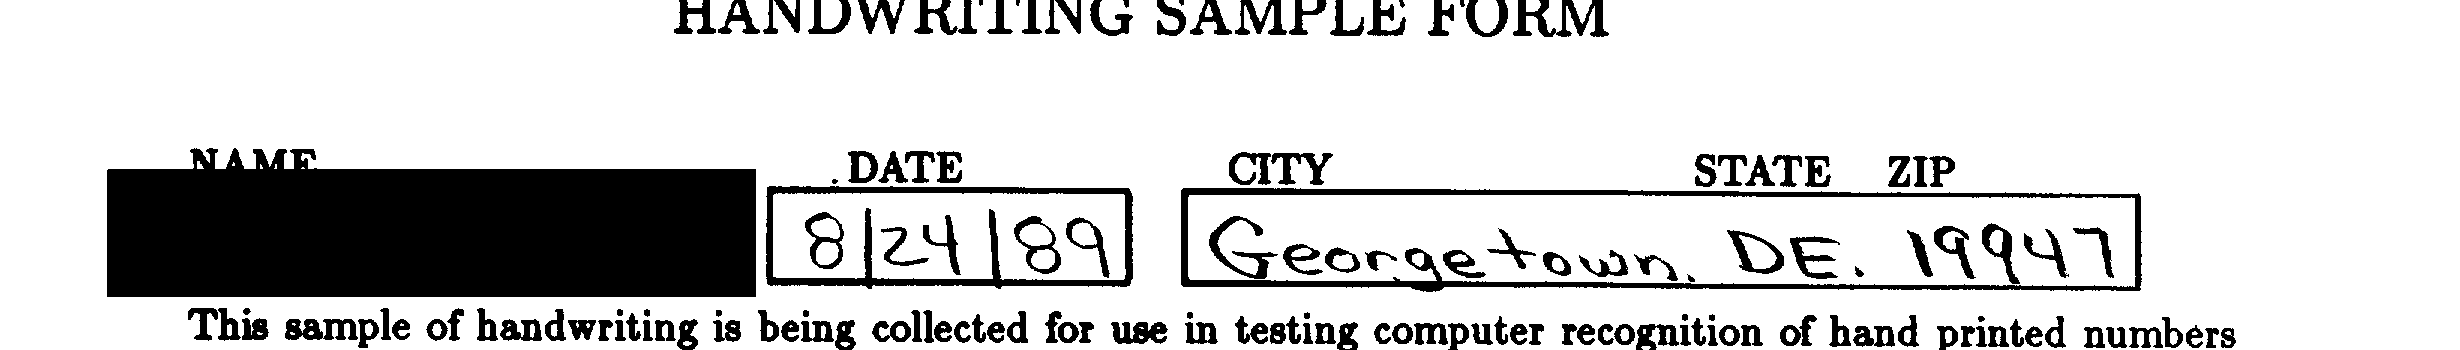 HANDWRITING SAMPLE FORM
NAME DATE CITY STATE ZIP
8/24/89 Georgetown, DE. 19947
This sample of handwriting is being collected for use in testing computer recognition of hand printed numbers